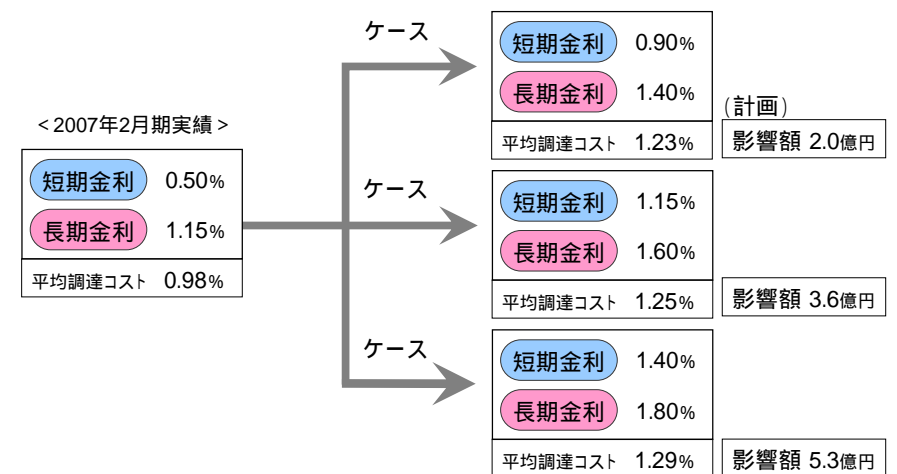 <2007年2月期実績>
短期金利 0.50%
長期金利 1.15%
平均調達コスト 0.98%
ケース
短期金利 0.90%
長期金利 1.40%
平均調達コスト 1.23%
(計画)
影響額 2.0億円
ケース
短期金利 1.15%
長期金利 1.60%
平均調達コスト 1.25%
影響額 3.6億円
ケース
短期金利 1.40%
長期金利 1.80%
平均調達コスト 1.29%
影響額 5.3億円